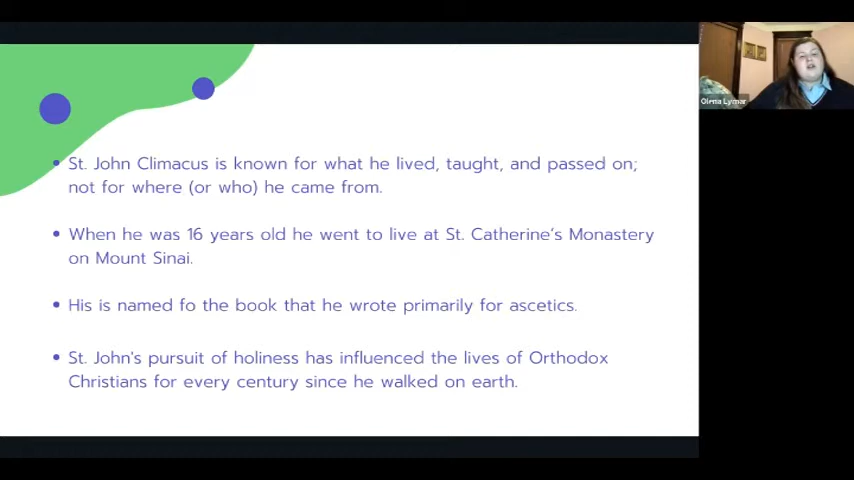 • St. John Climacus is known for what he lived, taught, and passed on;
not for where (or who) he came from.
• When he was 16 years old he went to live at St. Catherine's Monastery
on Mount Sinai.
• His is named fo the book that he wrote primarily for ascetics.
• St. John's pursuit of holiness has influenced the lives of Orthodox
Christians for every century since he walked on earth.
Olena Lymar